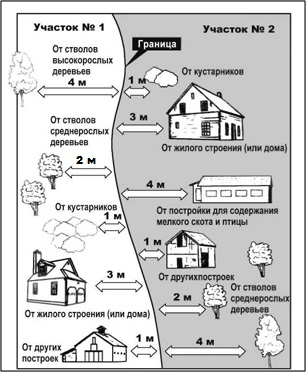 Участок № 1
Участок № 2
Граница
От стволов
высокорослых
деревьев
4 м
1 м
От кустарников
3 м
От стволов
среднерослых
деревьев
От жилого строения (или дома)
2 м
4 м
От постройки для содержания
мелкого скота и птицы
От кустарников
1 м
1 м
От другихпостроек
3 м
От стволов
среднерослых
деревьев
2 м
От жилого строения (или дома)
От других
построек
1 м
4 м